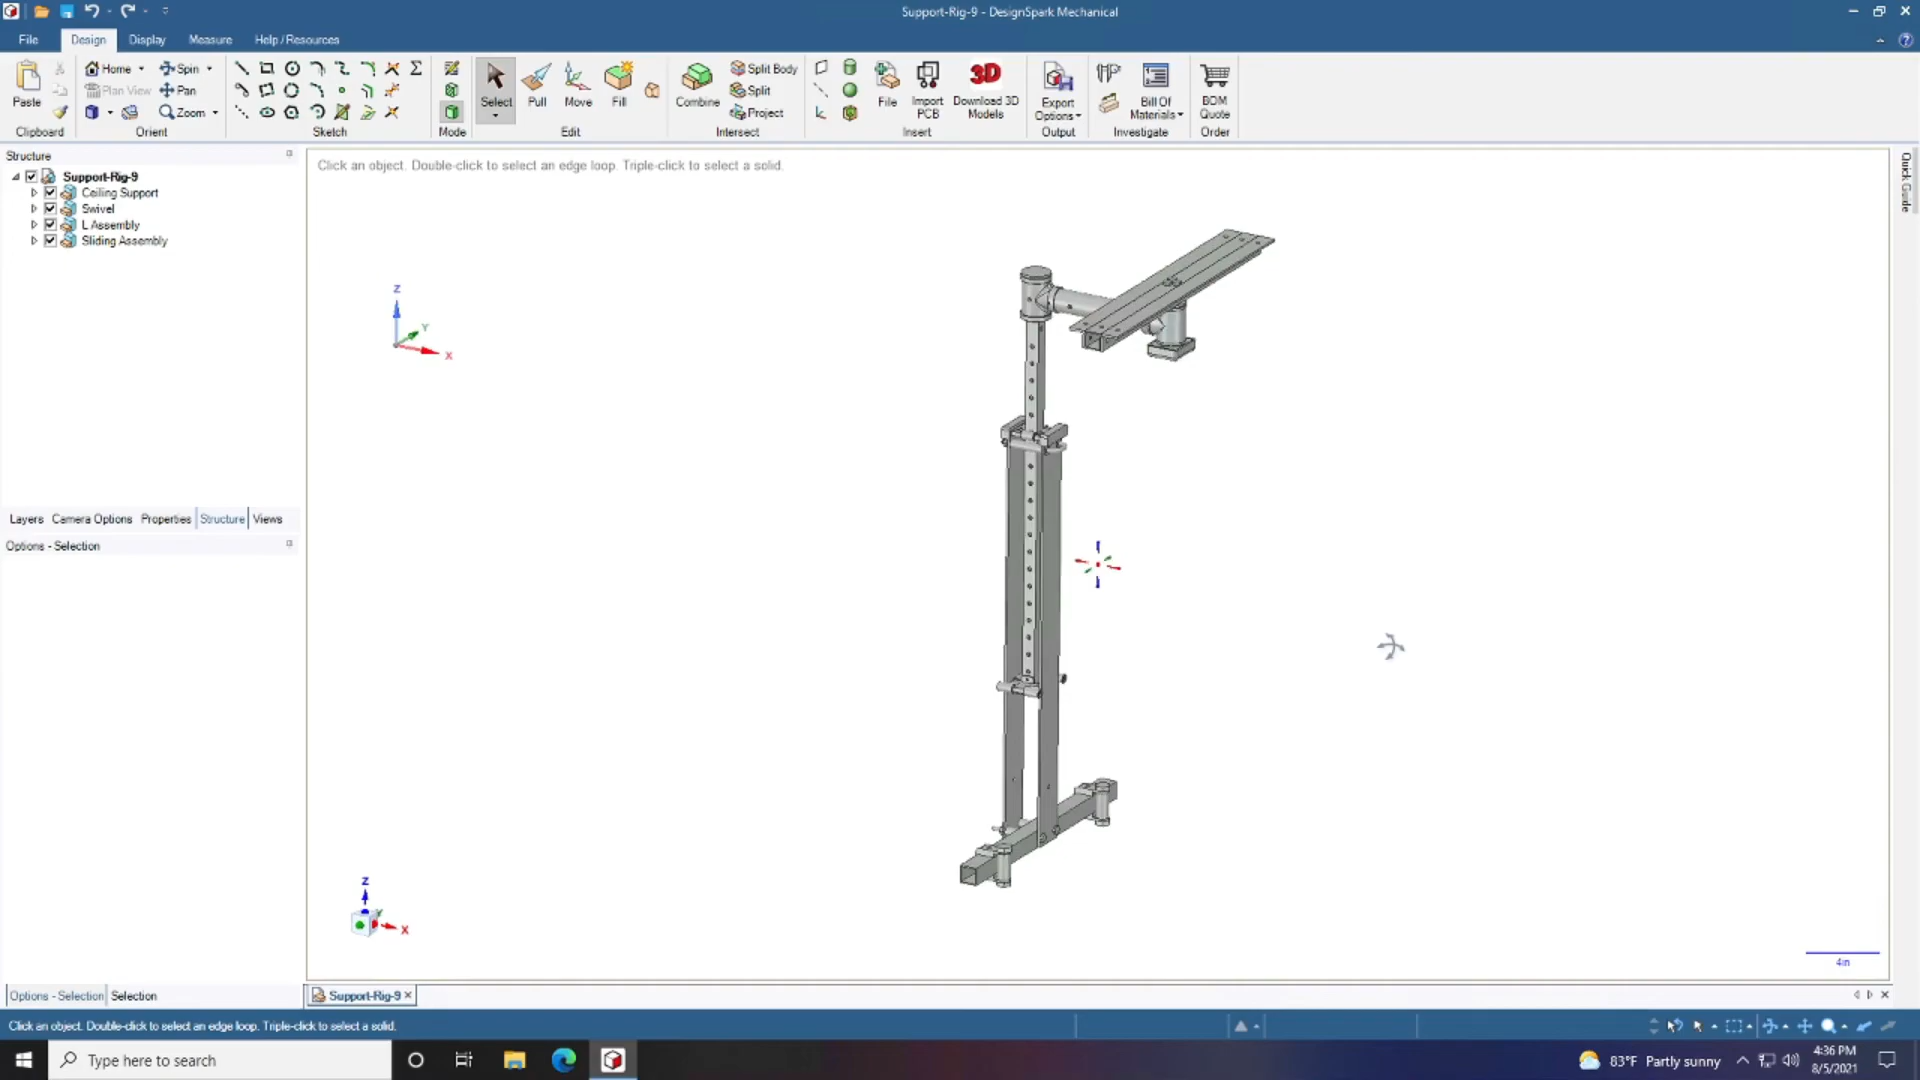 Support-Rig-9 - DesignSpark Mechanical
File Design Display Measure Help/Resources
Paste
Home Spin
Plan View Pan
Zoom
Select Pull Move Fill
Combine Split Body
Split
Project
File Import PCB Download 3D Models
3D
Export Options
Bill Of Materials
BOM Quote
Clipboard Orient Sketch Mode Edit Intersect Insert Output Investigate Order
Structure
Support-Rig-9
Ceiling Support
Swivel
L Assembly
Sliding Assembly
Layers Camera Options Properties Structure Views
Options - Selection
Click an object. Double-click to select an edge loop. Triple-click to select a solid.
Quick Guide
Z
Y
X
Z
Y
X
4in
Options - Selection Selection
Support-Rig-9
Click an object. Double-click to select an edge loop. Triple-click to select a solid.
Type here to search
83°F Partly sunny
4:36 PM
8/5/2021